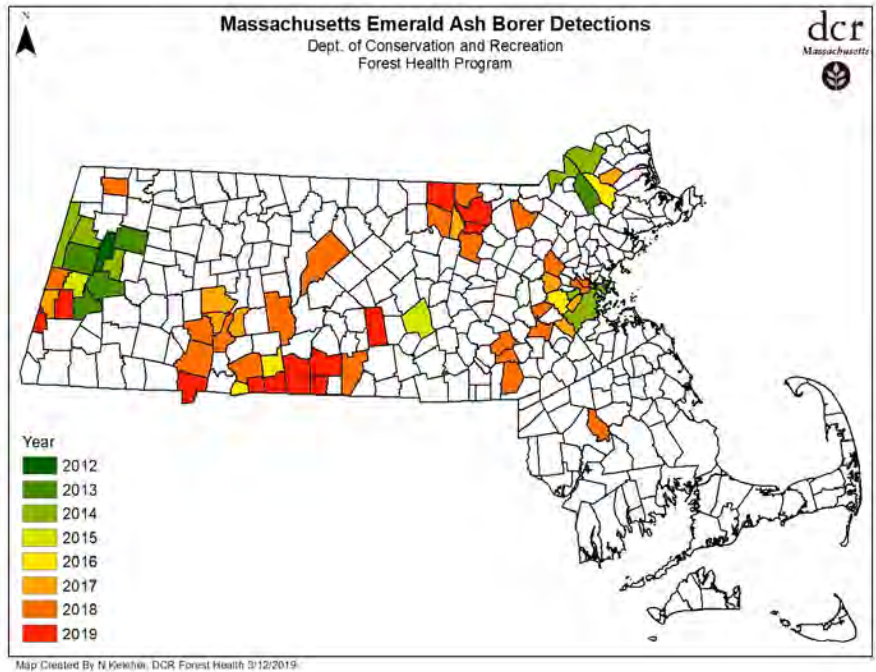 N
Massachusetts Emerald Ash Borer Detections
Dept. of Conservation and Recreation
Forest Health Program
dcr
Massachusetts
Year
2012
2013
2014
2015
2016
2017
2018
2019
Map Created By N Keleher, DCR Forest Health 3/12/2019